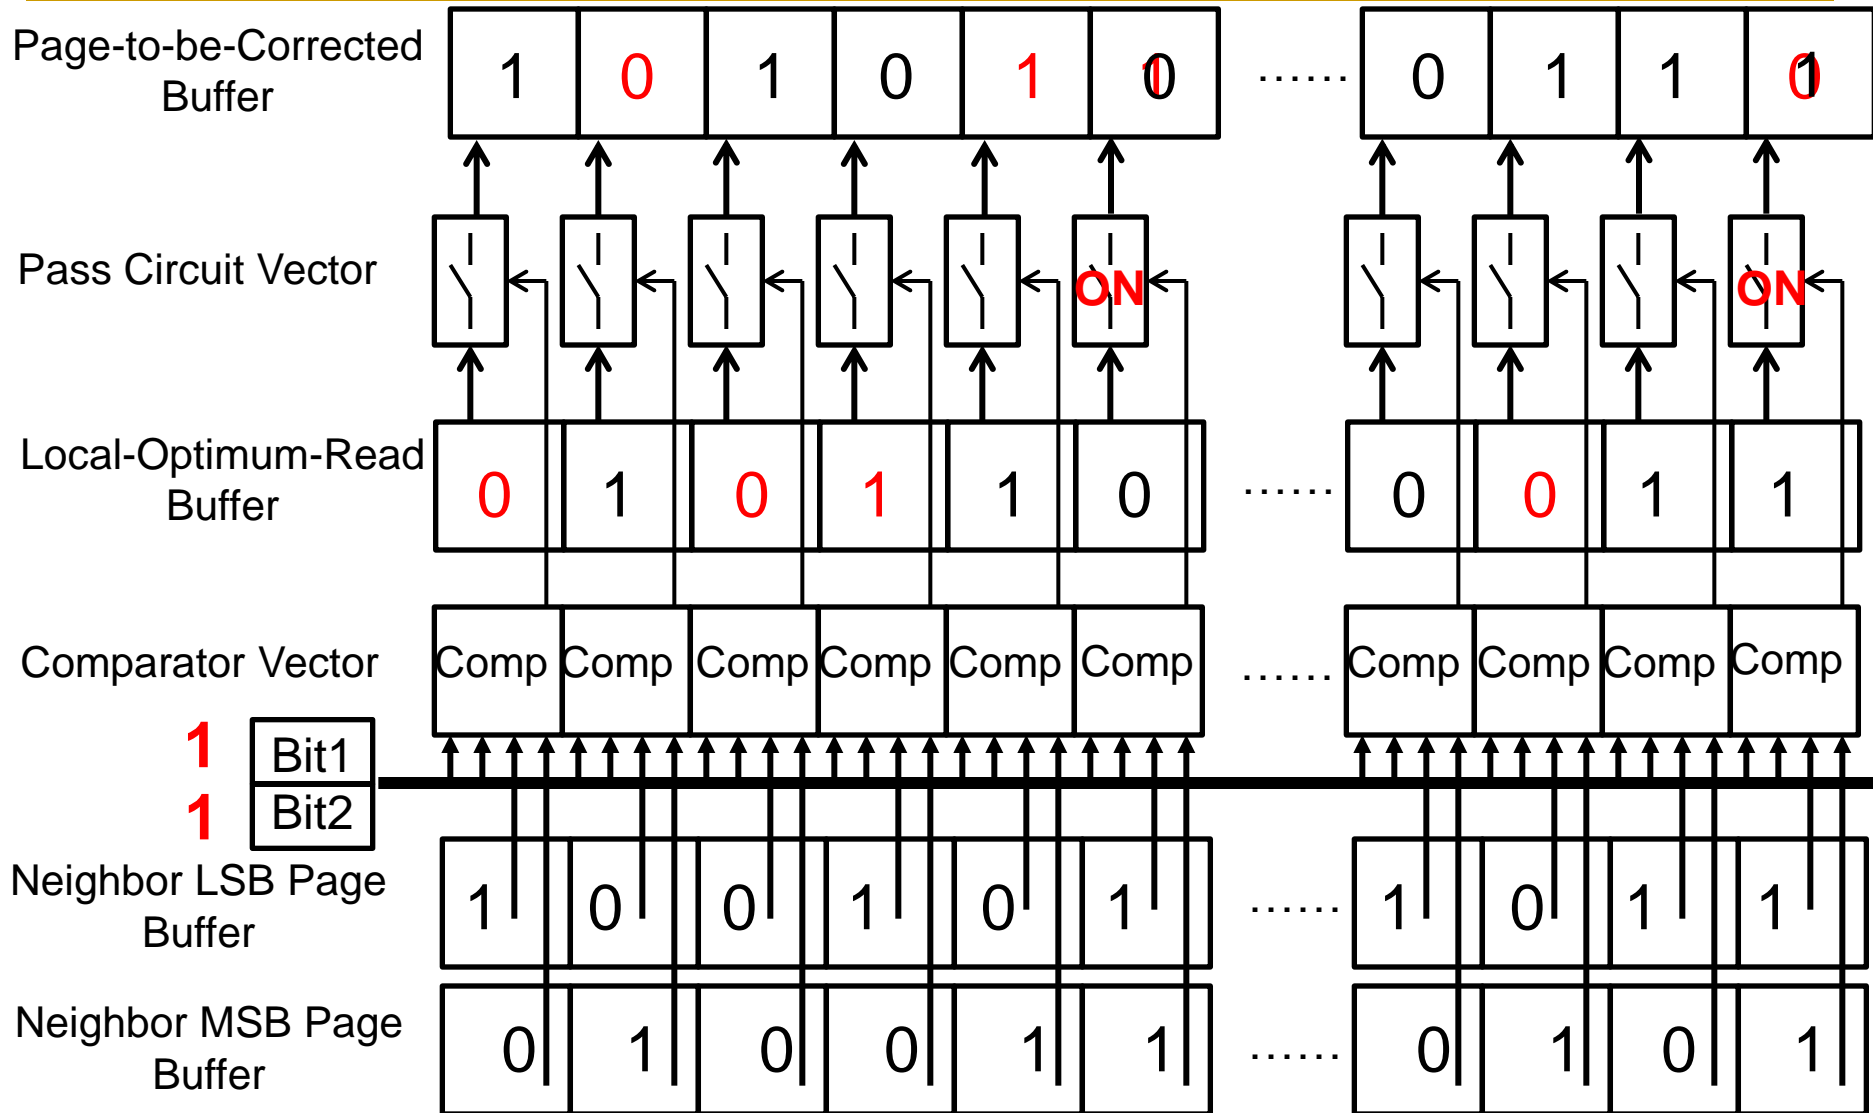 Page-to-be-Corrected
Buffer
1 0 1 0 1 1 0 ...... 0 1 1 0 1
Pass Circuit Vector
ON ON
Local-Optimum-Read
Buffer
0 1 0 1 1 0 ...... 0 0 1 1
Comparator Vector
Comp Comp Comp Comp Comp Comp ...... Comp Comp Comp Comp
1 Bit1
1 Bit2
Neighbor LSB Page
Buffer
1 0 0 1 0 1 ...... 1 0 1 1
Neighbor MSB Page
Buffer
0 1 0 0 1 1 ...... 0 1 0 1